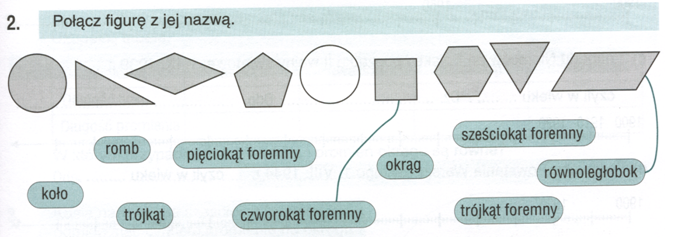 2. Połącz figurę z jej nazwą.
sześciokąt foremny
romb
pięciokąt foremny
okrąg
równoległobok
koło
trójkąt
czworokąt foremny
trójkąt foremny